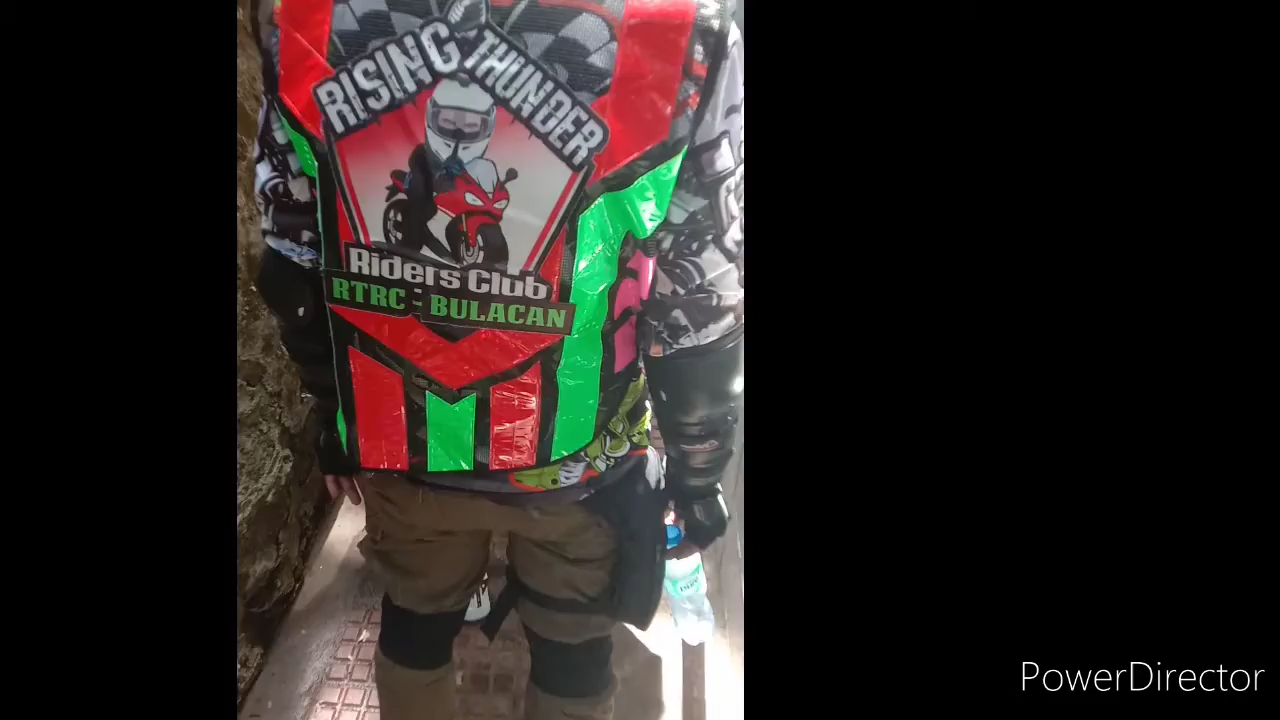 RISING THUNDER
Riders Club
RTRC - BULACAN
PowerDirector